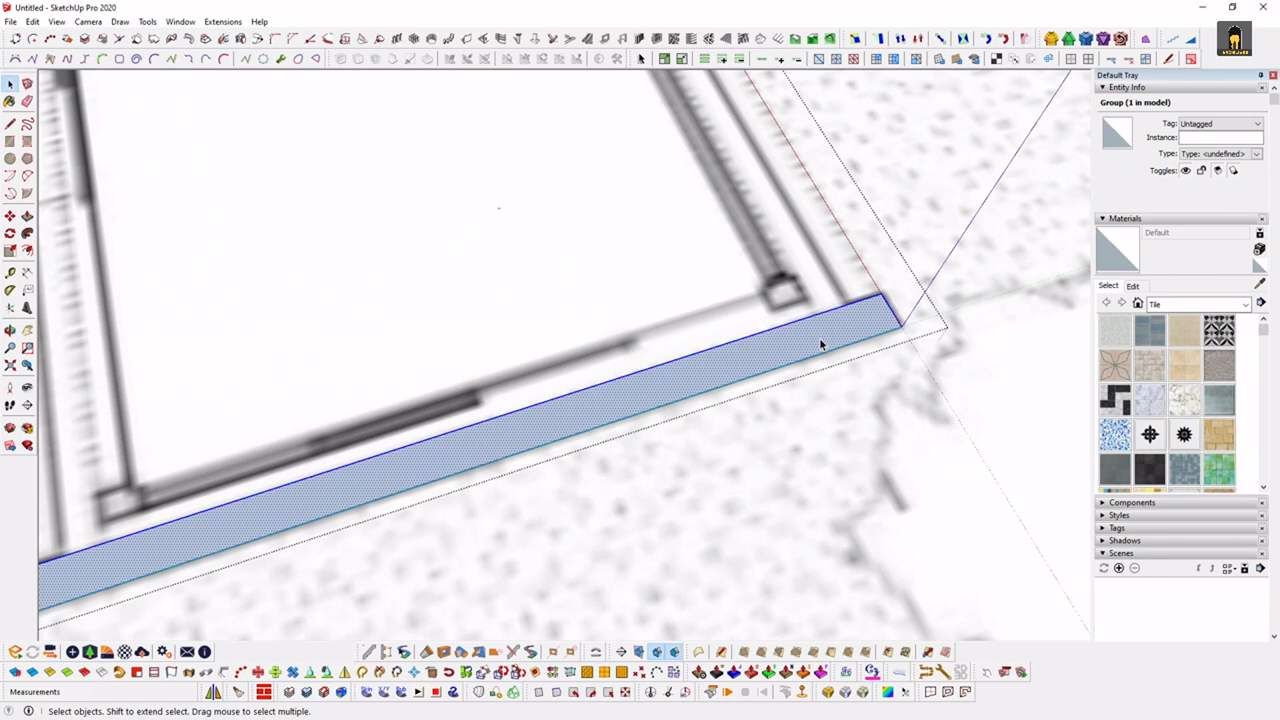 Untitled - SketchUp Pro 2020
File Edit View Camera Draw Tools Window Extensions Help
Default Tray
Entity Info
Group (1 in model)
Tag: Untagged
Instance:
Type: Type: <undefined>
Toggles:
Materials
Default
Select Edit
Tile
Components
Styles
Tags
Shadows
Scenes
Measurements
Select objects. Shift to extend select. Drag mouse to select multiple.